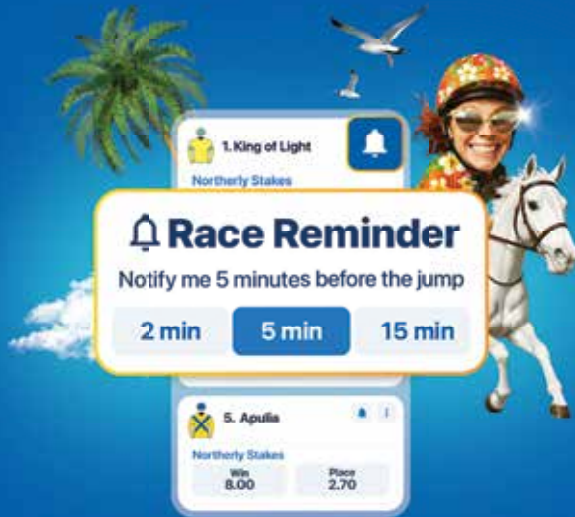 1. King of Light
Northerly Stakes
Race Reminder
Notify me 5 minutes before the jump
2 min
5 min
15 min
5. Apulia
Northerly Stakes
Win
Place
8.00
2.70